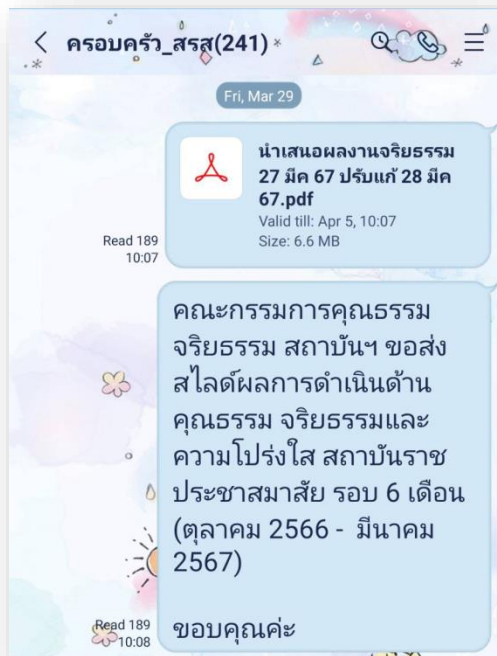 ครอบครัว_สรส(241)
Fri, Mar 29
นำเสนอผลงานจริยธรรม
27 มีค 67 ปรับแก้ 28 มีค
67.pdf
Valid till: Apr 5, 10:07
Size: 6.6 MB
Read 189
10:07
คณะกรรมการคุณธรรม
จริยธรรม สถาบันฯ ขอส่ง
สไลด์ผลการดำเนินด้าน
คุณธรรม จริยธรรมและ
ความโปร่งใส สถาบันราช
ประชาสมาสัย รอบ 6 เดือน
(ตุลาคม 2566 - มีนาคม
2567)
ขอบคุณค่ะ
Read 189
10:08